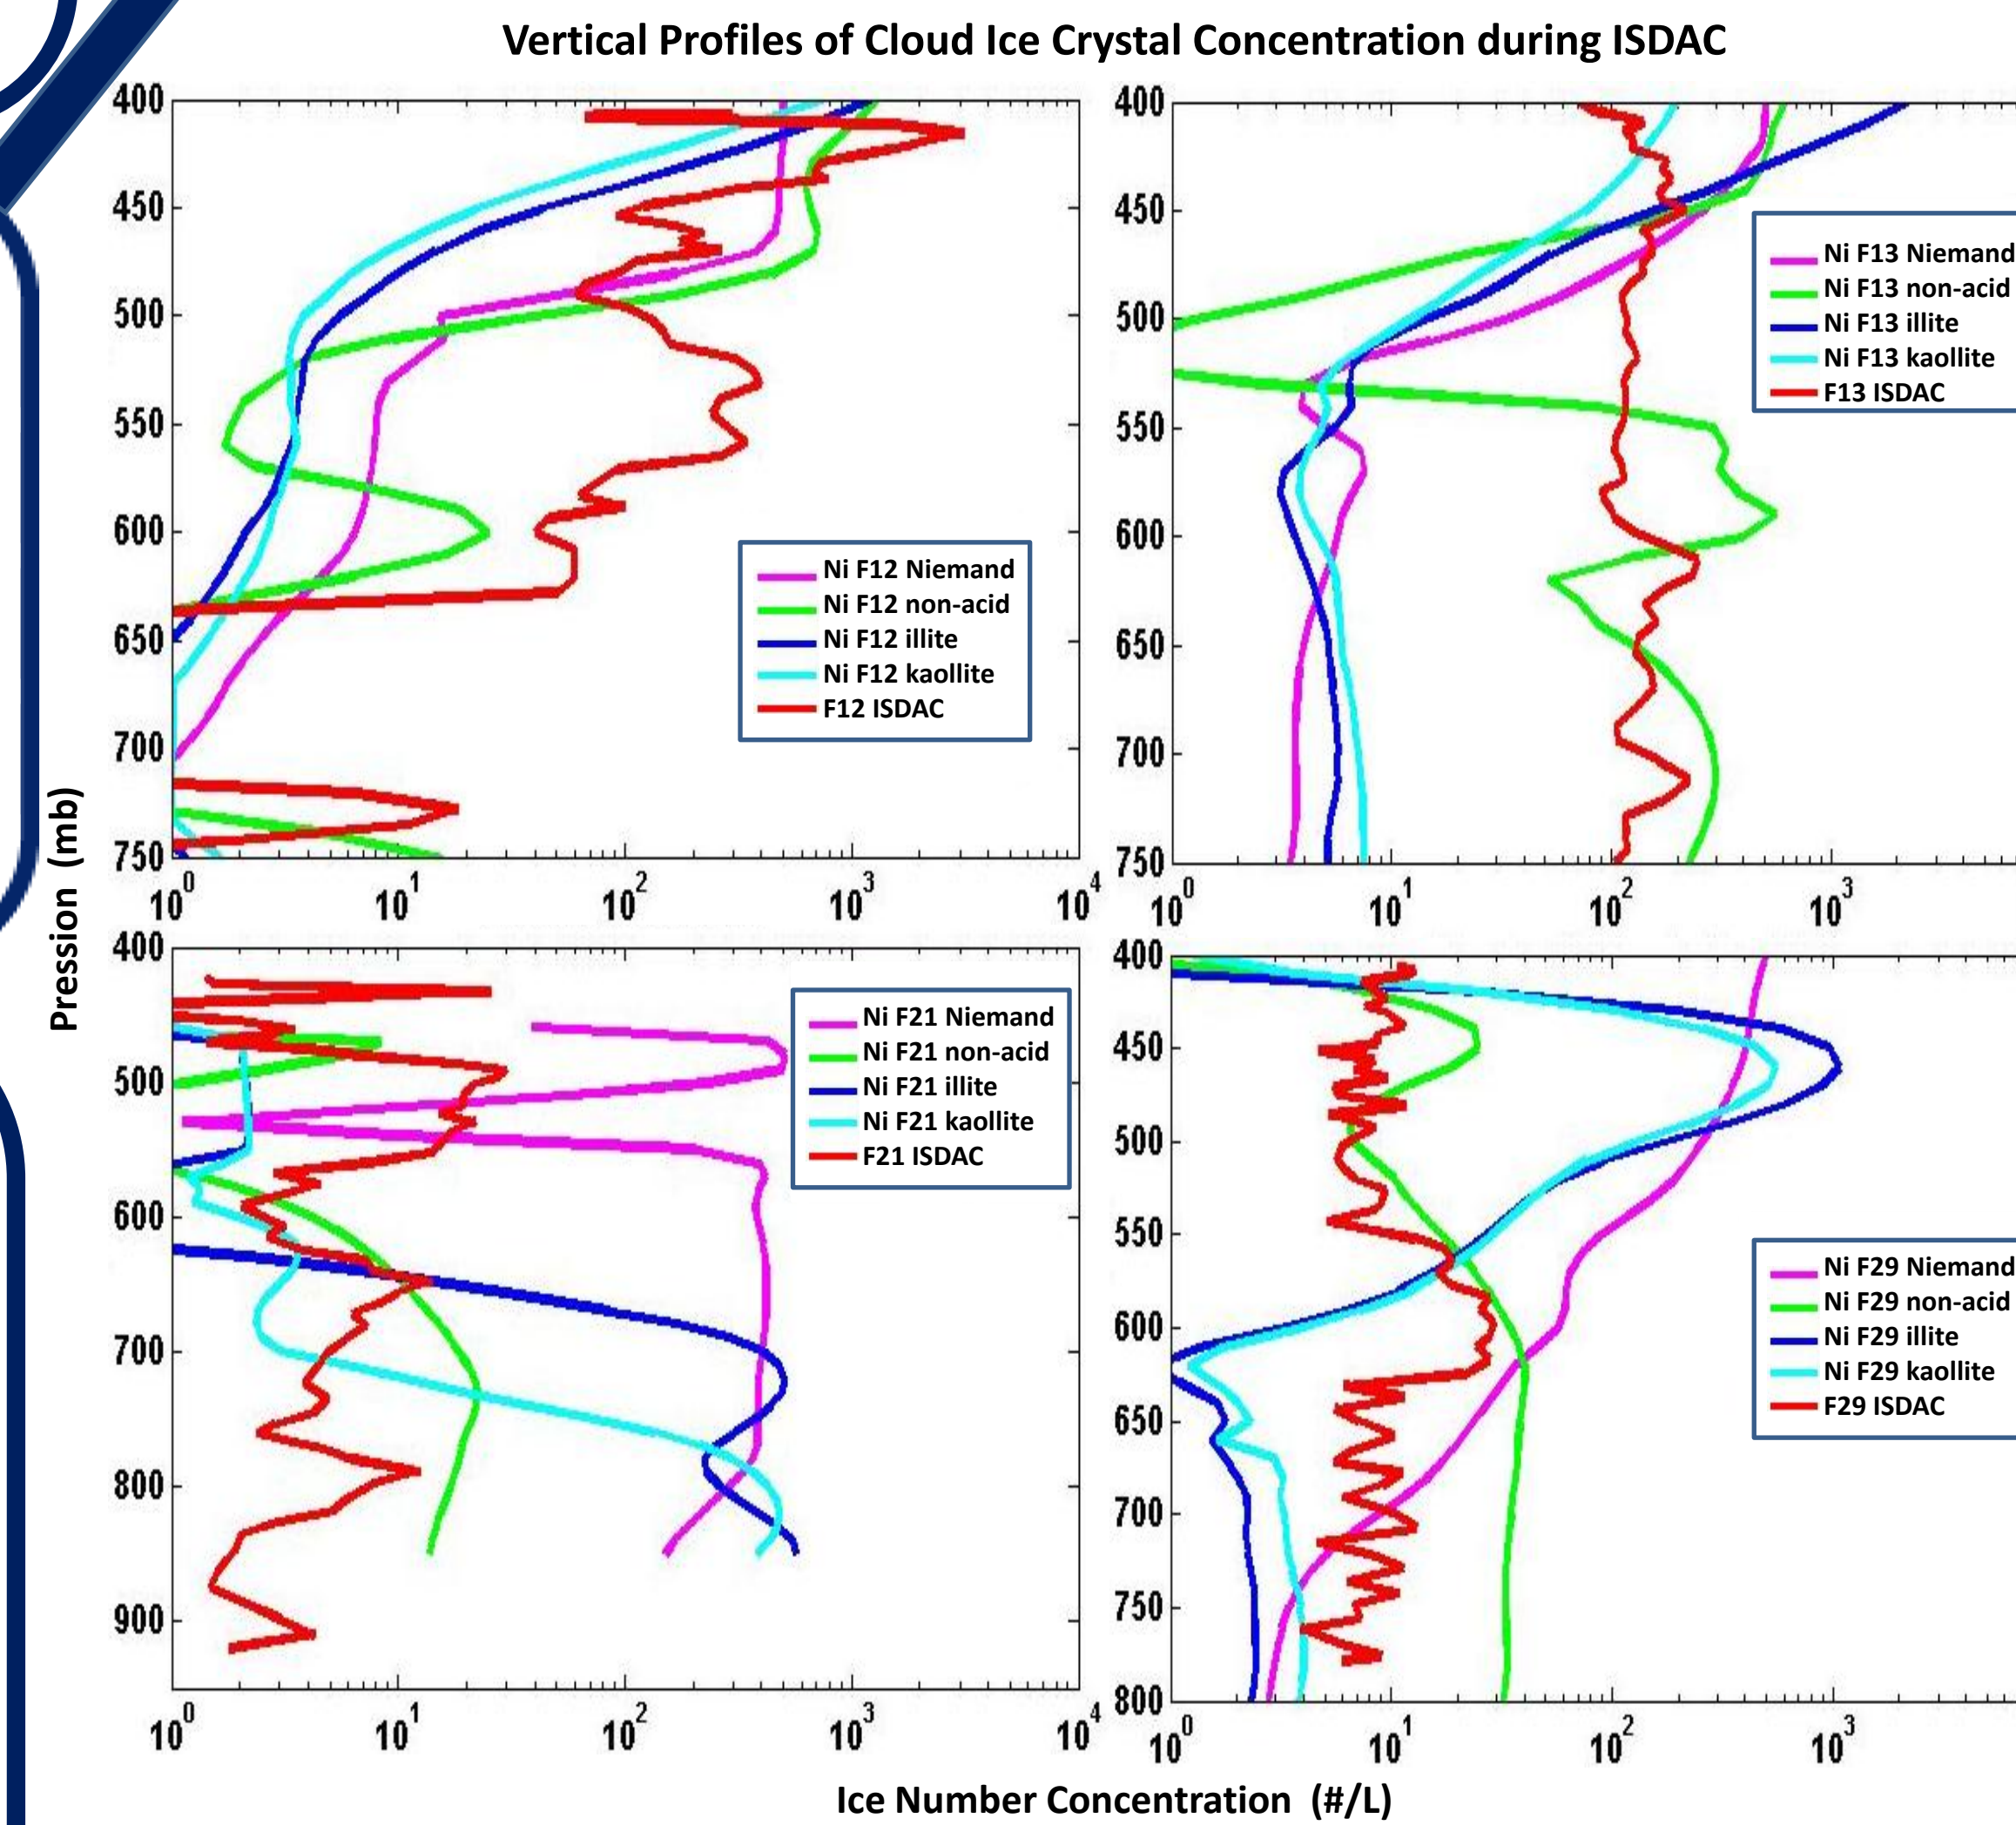 Vertical Profiles of Cloud Ice Crystal Concentration during ISDAC
400
450
500
550
600
650
700
750
10^0
10^1
10^2
10^3
10^4
Ni F12 Niemand
Ni F12 non-acid
Ni F12 illite
Ni F12 kaollite
F12 ISDAC
400
450
500
550
600
650
700
750
10^0
10^1
10^2
10^3
Ni F13 Niemand
Ni F13 non-acid
Ni F13 illite
Ni F13 kaollite
F13 ISDAC
Pression (mb)
400
500
600
700
800
900
10^0
10^1
10^2
10^3
10^4
Ni F21 Niemand
Ni F21 non-acid
Ni F21 illite
Ni F21 kaollite
F21 ISDAC
400
450
500
550
600
650
700
750
800
10^0
10^1
10^2
10^3
Ni F29 Niemand
Ni F29 non-acid
Ni F29 illite
Ni F29 kaollite
F29 ISDAC
Ice Number Concentration (#/L)